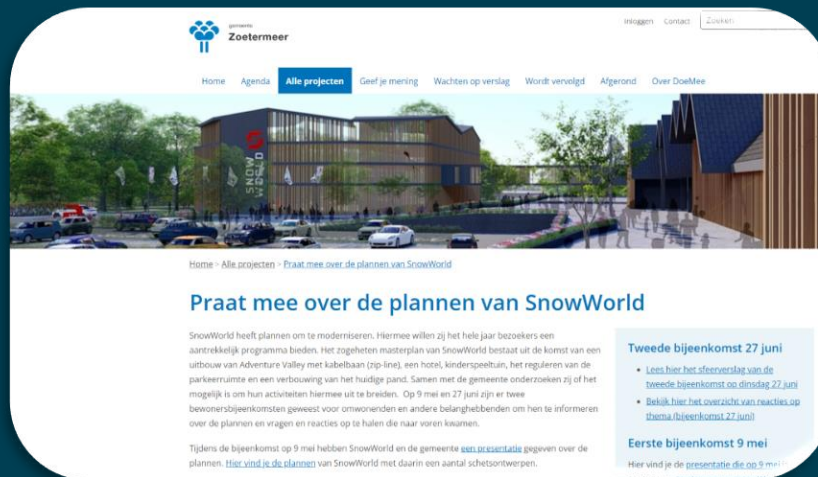 gemeente
Zoetermeer
Inloggen Contact Zoeken
Home Agenda Alle projecten Geef je mening Wachten op verslag Wordt vervolgd Afgerond Over DoeMee
SNOW
WORLD
Home > Alle projecten > Praat mee over de plannen van SnowWorld
Praat mee over de plannen van SnowWorld
SnowWorld heeft plannen om te moderniseren. Hiermee willen zij het hele jaar bezoekers een
aantrekkelijk programma bieden. Het zogeheten masterplan van SnowWorld bestaat uit de komst van een
uitbouw van Adventure Valley met kabelbaan (zip-line), een hotel, kinderspeeltuin, het reguleren van de
parkeerruimte en een verbouwing van het huidige pand. Samen met de gemeente onderzoeken zij of het
mogelijk is om hun activiteiten hiermee uit te breiden. Op 9 mei en 27 juni zijn er twee
bewonersbijeenkomsten geweest voor omwonenden en andere belanghebbenden om hen te informeren
over de plannen en vragen en reacties op te halen die naar voren kwamen.
Tijdens de bijeenkomst op 9 mei hebben SnowWorld en de gemeente een presentatie gegeven over de
plannen. Hier vind je de plannen van SnowWorld met daarin een aantal schetsontwerpen.
Tweede bijeenkomst 27 juni
• Lees hier het sfeerverslag van de
tweede bijeenkomst op dinsdag 27 juni
• Bekijk hier het overzicht van reacties op
thema (bijeenkomst 27 juni)
Eerste bijeenkomst 9 mei
Hier vind je de presentatie die op 9 mei